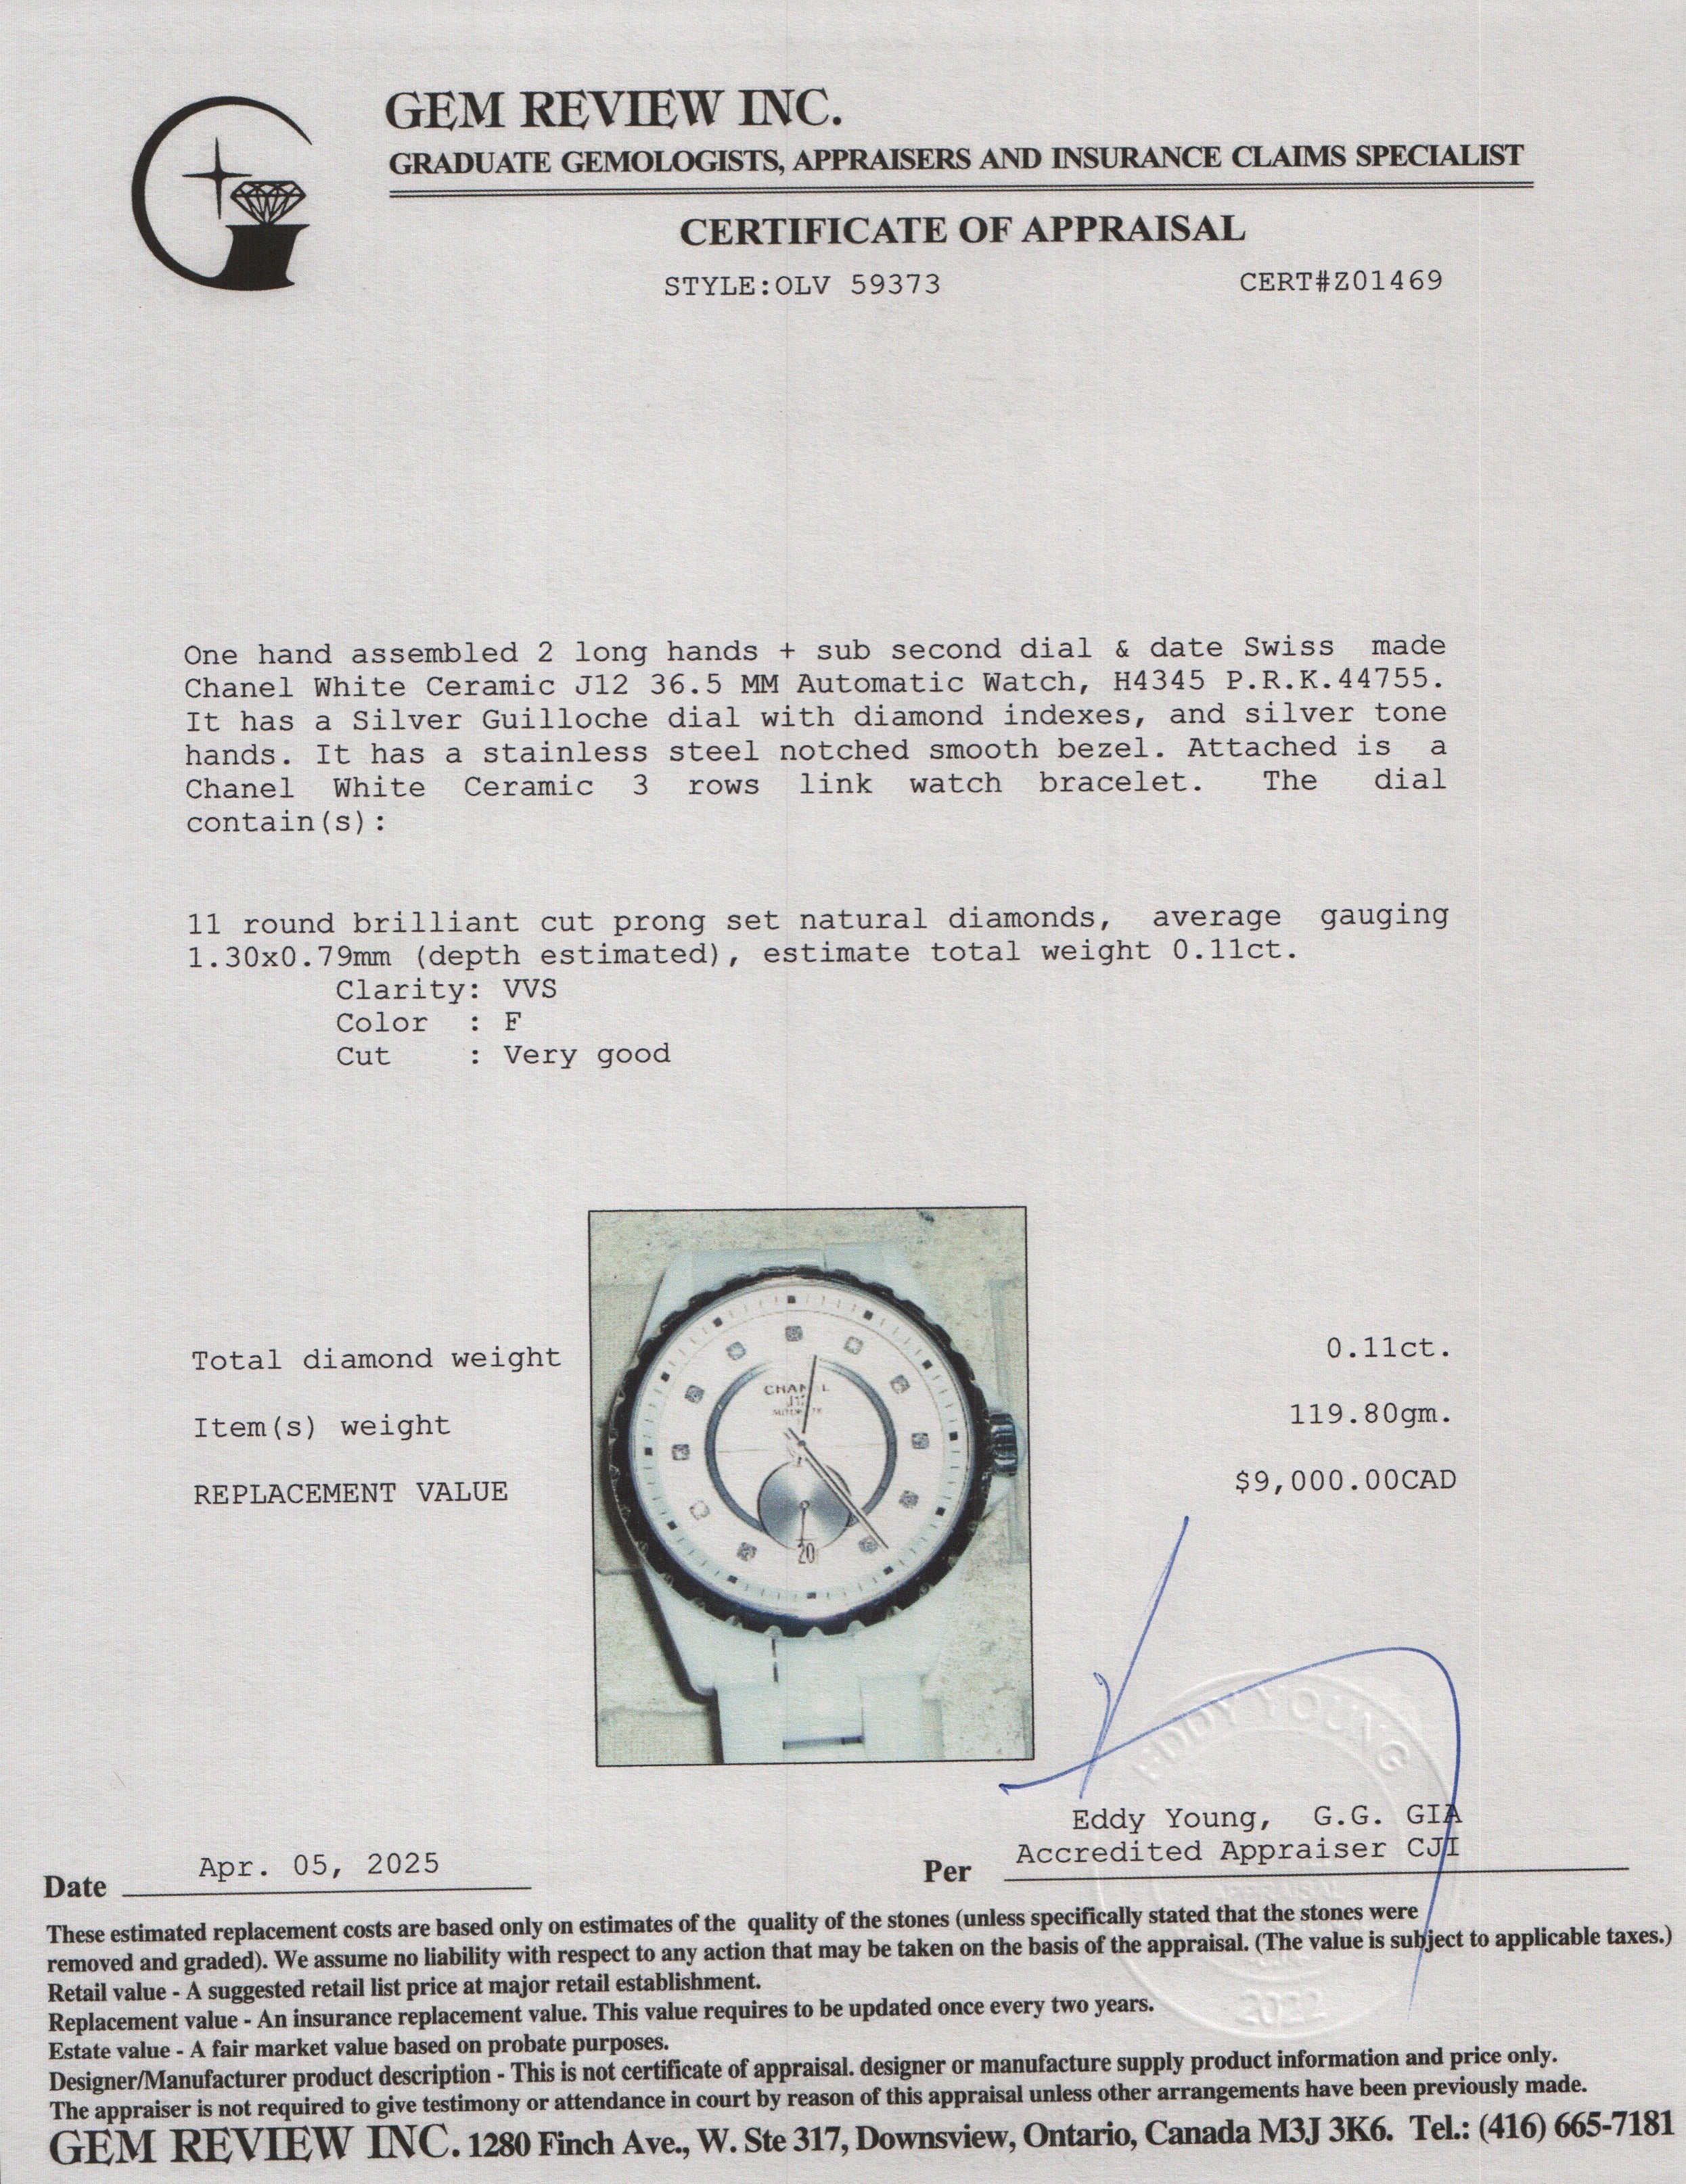 GEM REVIEW INC.
GRADUATE GEMOLOGISTS, APPRAISERS AND INSURANCE CLAIMS SPECIALIST
CERTIFICATE OF APPRAISAL
STYLE:OLV 59373 CERT#Z01469
One hand assembled 2 long hands + sub second dial & date Swiss made
Chanel White Ceramic J12 36.5 MM Automatic Watch, H4345 P.R.K.44755.
It has a Silver Guilloche dial with diamond indexes, and silver tone
hands. It has a stainless steel notched smooth bezel. Attached is a
Chanel White Ceramic 3 rows link watch bracelet. The dial
contain(s):
11 round brilliant cut prong set natural diamonds, average gauging
1.30x0.79mm (depth estimated), estimate total weight 0.11ct.
Clarity: VVS
Color : F
Cut : Very good
CHANEL
J12
20
Total diamond weight 0.11ct.
Item(s) weight 119.80gm.
REPLACEMENT VALUE $9,000.00CAD
EDDY YOUNG
Eddy Young, G.G. GIA
Accredited Appraiser CJI
Date Apr. 05, 2025 Per
2022
These estimated replacement costs are based only on estimates of the quality of the stones (unless specifically stated that the stones were
removed and graded). We assume no liability with respect to any action that may be taken on the basis of the appraisal. (The value is subject to applicable taxes.)
Retail value - A suggested retail list price at major retail establishment.
Replacement value - An insurance replacement value. This value requires to be updated once every two years.
Estate value - A fair market value based on probate purposes.
Designer/Manufacturer product description - This is not certificate of appraisal. designer or manufacture supply product information and price only.
The appraiser is not required to give testimony or attendance in court by reason of this appraisal unless other arrangements have been previously made.
GEM REVIEW INC. 1280 Finch Ave., W. Ste 317, Downsview, Ontario, Canada M3J 3K6. Tel.: (416) 665-7181